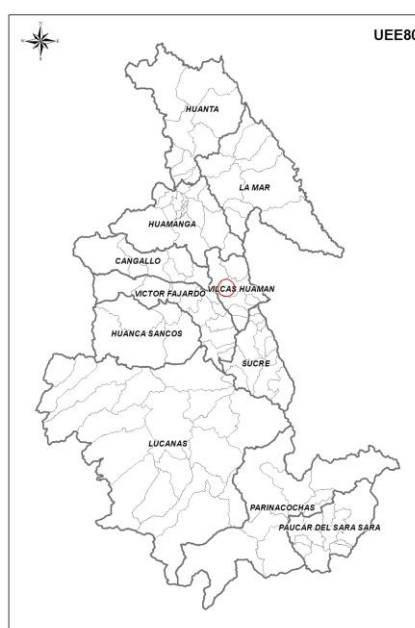 UEE80
HUANTA
LA MAR
HUAMANGA
CANGALLO
VILCAS HUAMAN
VICTOR FAJARDO
HUANCA SANCOS
SUCRE
LUCANAS
PARINACOCHAS
PAUCAR DEL SARA SARA